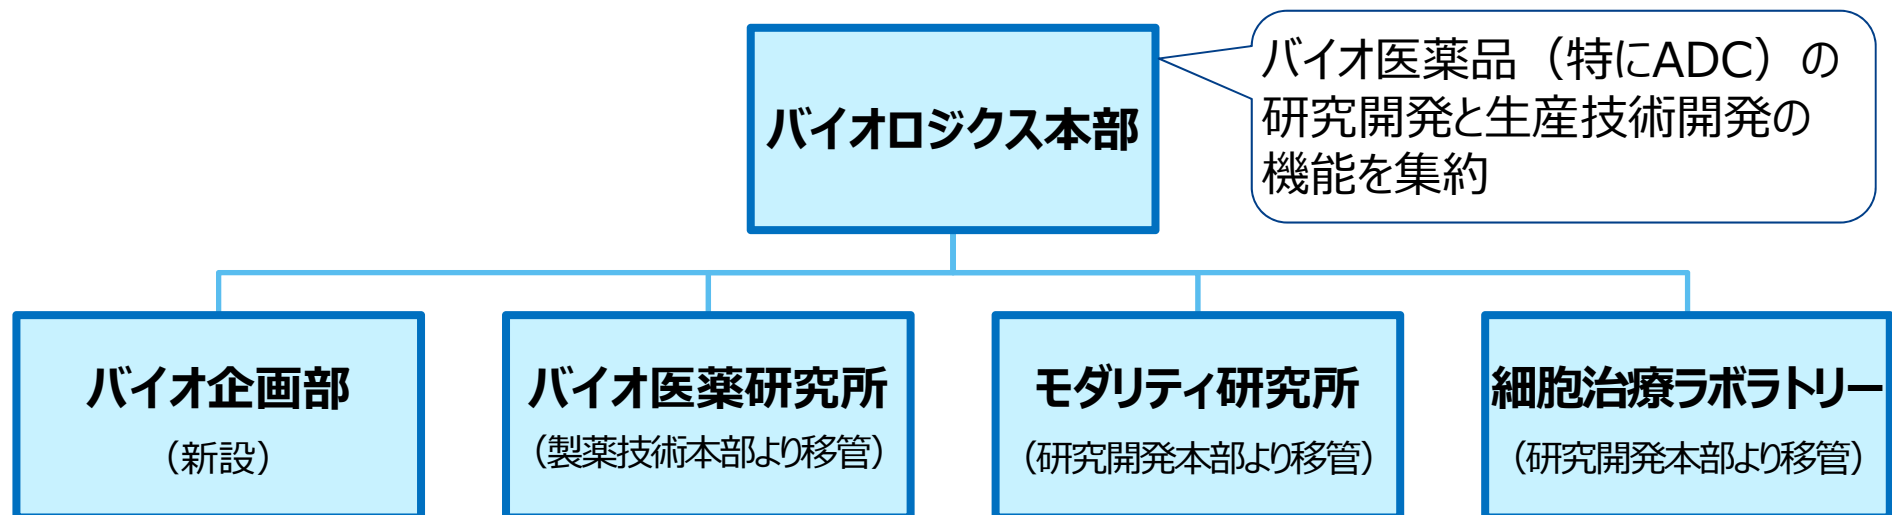 バイオロジクス本部
バイオ医薬品（特にADC）の
研究開発と生産技術開発の
機能を集約
バイオ企画部
（新設）
バイオ医薬研究所
（製薬技術本部より移管）
モダリティ研究所
（研究開発本部より移管）
細胞治療ラボラトリー
（研究開発本部より移管）